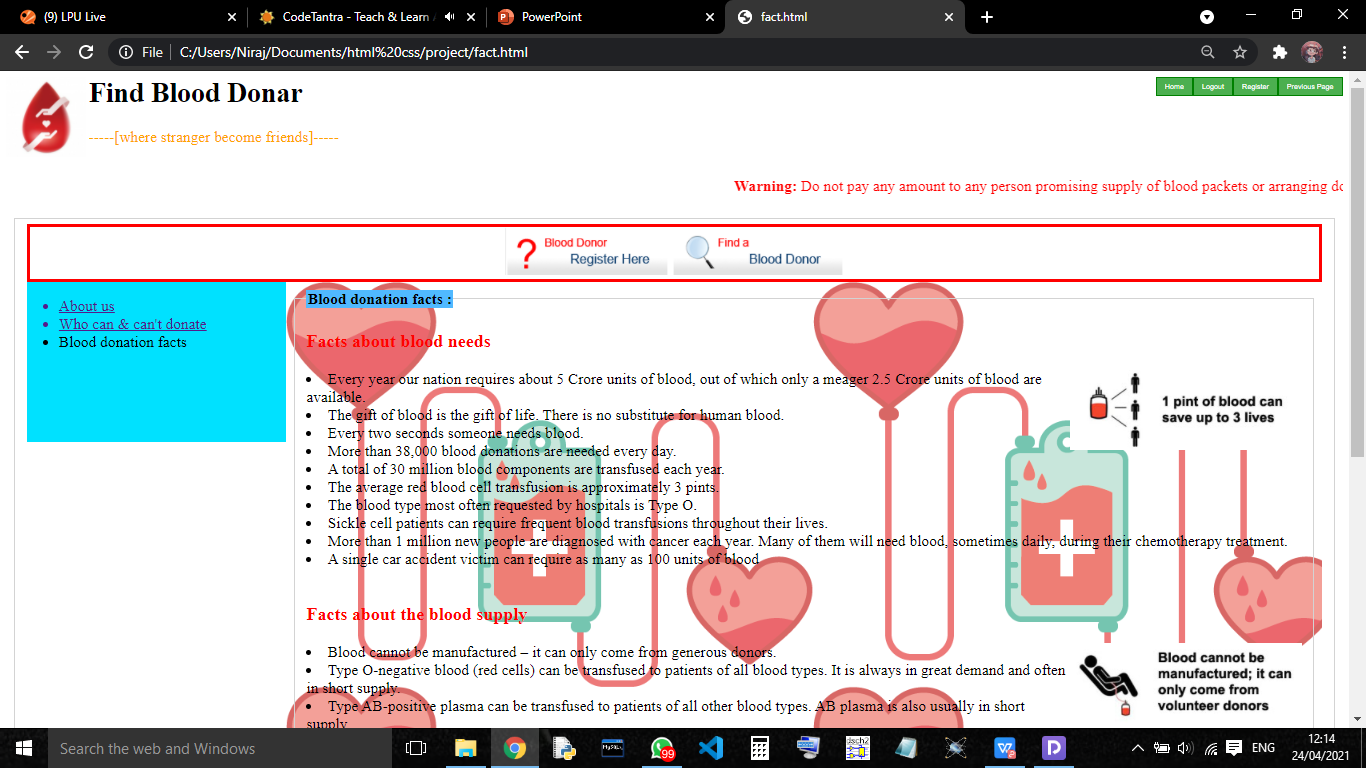 (9) LPU Live
CodeTantra - Teach & Learn
PowerPoint
fact.html
File
C:/Users/Niraj/Documents/html%20css/project/fact.html
Find Blood Donar
Home
Logout
Register
Previous Page
-----[where stranger become friends]-----
Warning: Do not pay any amount to any person promising supply of blood packets or arranging do
Blood Donor
Register Here
Find a
Blood Donor
• About us
• Who can & can't donate
• Blood donation facts
Blood donation facts :
Facts about blood needs
• Every year our nation requires about 5 Crore units of blood, out of which only a meager 2.5 Crore units of blood are
available.
• The gift of blood is the gift of life. There is no substitute for human blood.
• Every two seconds someone needs blood.
• More than 38,000 blood donations are needed every day.
• A total of 30 million blood components are transfused each year.
• The average red blood cell transfusion is approximately 3 pints.
• The blood type most often requested by hospitals is Type O.
• Sickle cell patients can require frequent blood transfusions throughout their lives.
• More than 1 million new people are diagnosed with cancer each year. Many of them will need blood, sometimes daily, during their chemotherapy treatment.
• A single car accident victim can require as many as 100 units of blood
1 pint of blood can
save up to 3 lives
Facts about the blood supply
• Blood cannot be manufactured – it can only come from generous donors.
• Type O-negative blood (red cells) can be transfused to patients of all blood types. It is always in great demand and often
in short supply.
• Type AB-positive plasma can be transfused to patients of all other blood types. AB plasma is also usually in short
supply.
Blood cannot be
manufactured; it can
only come from
volunteer donors
Search the web and Windows
MySQL
99
dsch2
ENG
12:14
24/04/2021